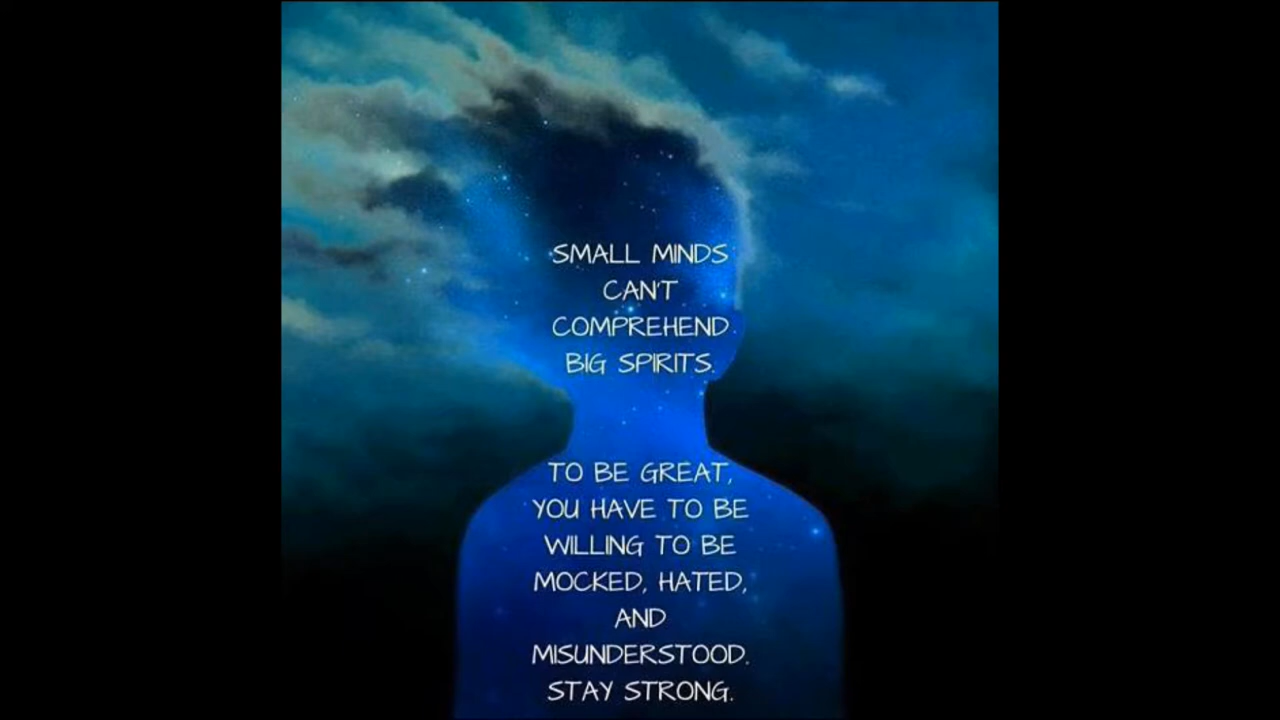 SMALL MINDS
CAN'T
COMPREHEND
BIG SPIRITS.
TO BE GREAT,
YOU HAVE TO BE
WILLING TO BE
MOCKED, HATED,
AND
MISUNDERSTOOD.
STAY STRONG.